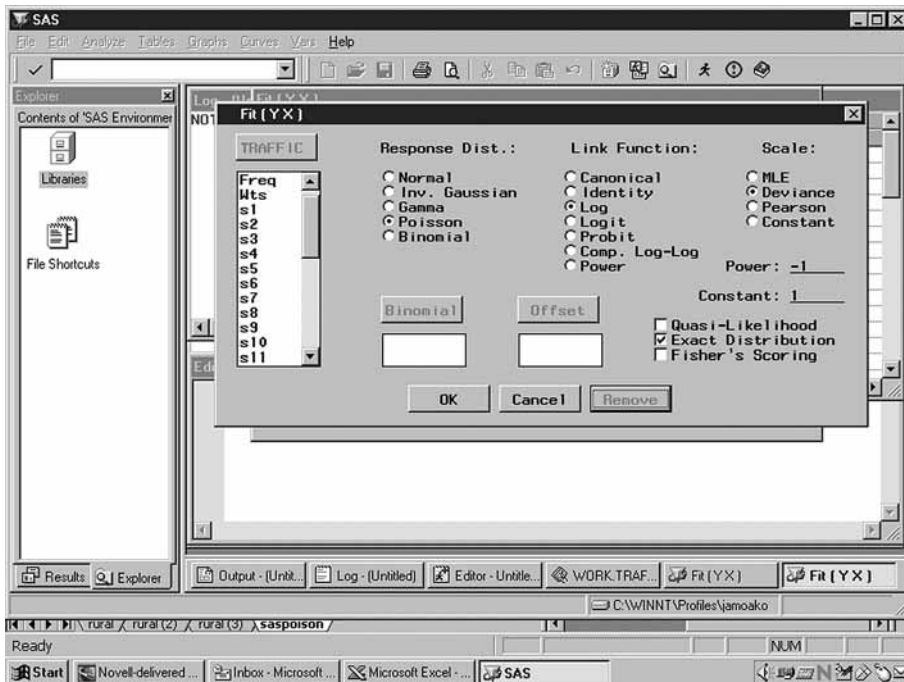 SAS
File Edit Analyze Tables Graphs Curves Vars Help
Explorer
Contents of 'SAS Environmer
Libraries
File Shortcuts
Log - (U
Fit ( Y X )
NOT
Fit ( Y X )
TRAFFIC
Freq
Wts
s1
s2
s3
s4
s5
s6
s7
s8
s9
s10
s11
Response Dist.:
Normal
Inv. Gaussian
Gamma
Poisson
Binomial
Link Function:
Canonical
Identity
Log
Logit
Probit
Comp. Log-Log
Power
Scale:
MLE
Deviance
Pearson
Constant
Power: -1
Constant: 1
Binomial
Offset
Quasi-Likelihood
Exact Distribution
Fisher's Scoring
OK Cancel Remove
Edi
Results Explorer
Output - (Untit... Log - (Untitled) Editor - Untitle... WORK.TRAF... Fit ( Y X ) Fit ( Y X )
C:\WINNT\Profiles\jamoako
rural rural (2) rural (3) saspoison
Ready NUM
Start Novell-delivered ... Inbox - Microsoft ... Microsoft Excel - ... SAS